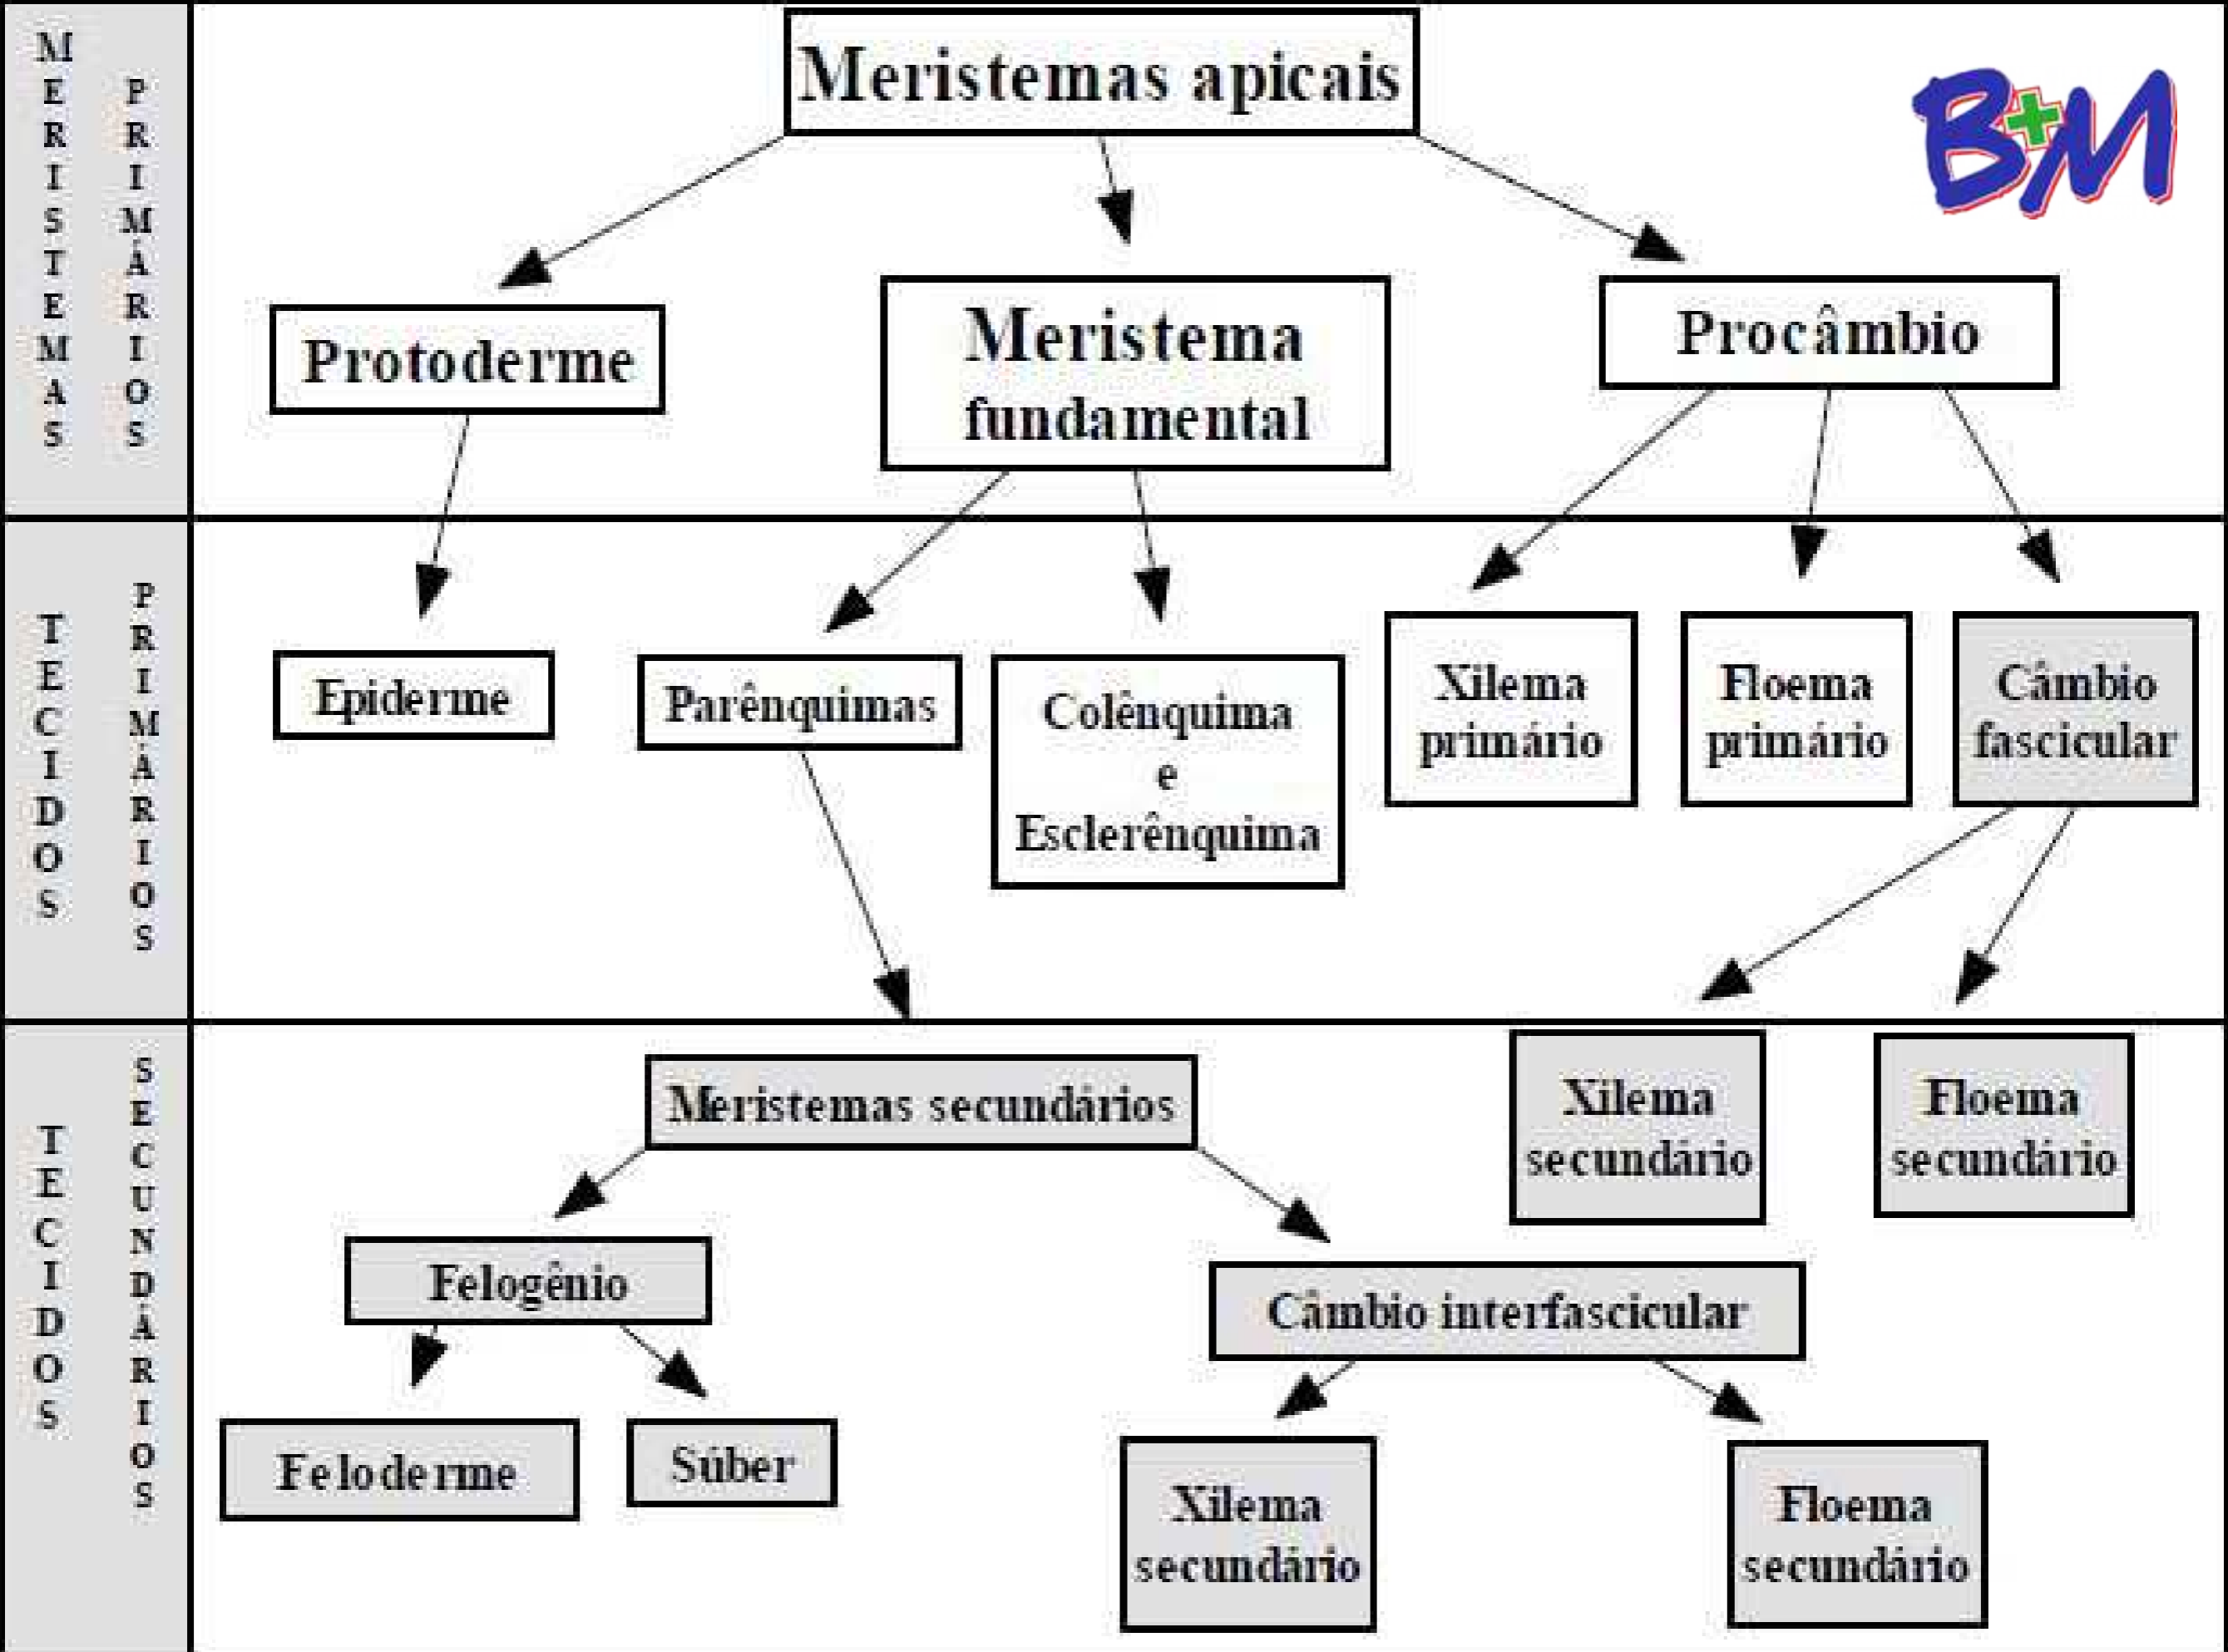 MERISTEMAS
PRIMÁRIOS
Meristemas apicais
B+M
Protoderme
Meristema
fundamental
Procâmbio
TECIDOS
PRIMÁRIOS
Epiderme
Parênquimas
Colênquima
e
Esclerênquima
Xilema
primário
Floema
primário
Câmbio
fascicular
TECIDOS
SECUNDÁRIOS
Meristemas secundários
Xilema
secundário
Floema
secundário
Felogênio
Câmbio interfascicular
Feloderme
Súber
Xilema
secundário
Floema
secundário